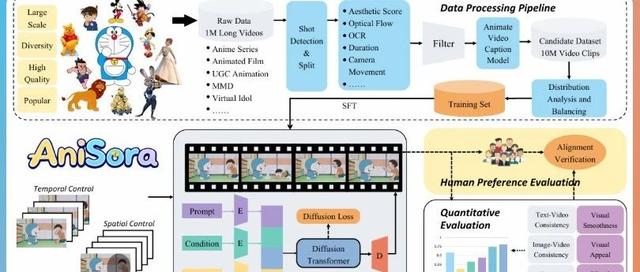 Data Processing Pipeline
Large
Scale
Diversity
High
Quality
Popular
Raw Data
1M Long Videos
• Anime Series
• Animated Film
• UGC Animation
• MMD
• Virtual Idol
• ......
Shot
Detection
&
Split
• Aesthetic Score
• Optical Flow
• OCR
• Duration
• Camera
Movement
• ......
Filter
Animate
Video
Caption
Model
Candidate Dataset
10M Video Clips
Distribution
Analysis and
Balancing
Training Set
SFT
AniSora
Temporal Control
Spatial Control
Prompt
E
Condition
E
Diffusion Loss
Diffusion
Transformer
D
Alignment
Verification
Human Preference Evaluation
Quantitative
Evaluation
Text-Video
Consistency
Visual
Smoothness
Image-Video
Consistency
Visual
Appeal